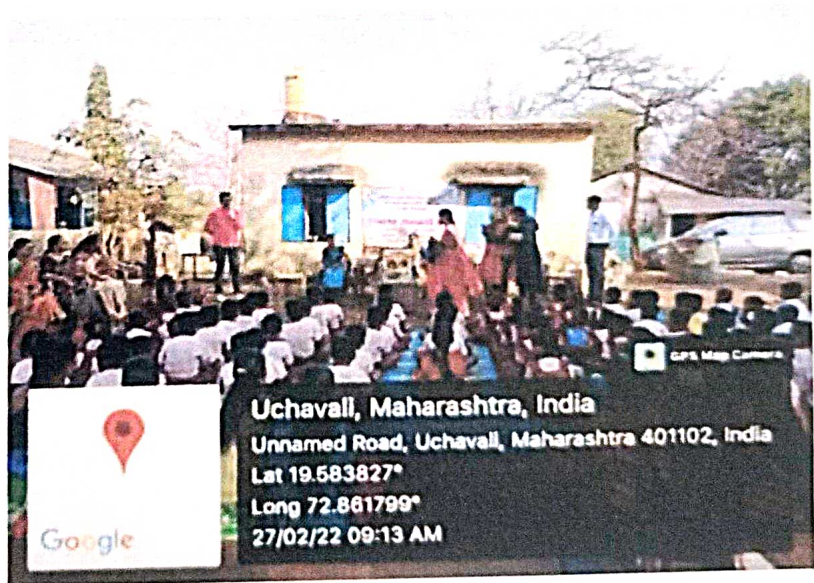 GPS Map Camera
Uchavali, Maharashtra, India
Unnamed Road, Uchavali, Maharashtra 401102, India
Lat 19.583827°
Long 72.861799°
27/02/22 09:13 AM
Google